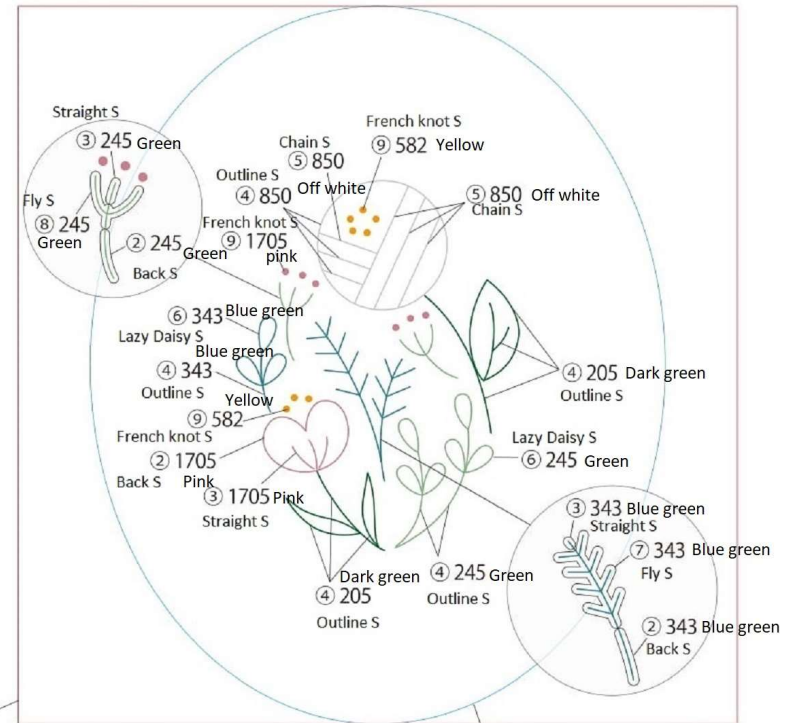 Straight S
③ 245 Green
Fly S
⑧ 245
Green
② 245 Green
Back S
French knot S
⑨ 582 Yellow
Chain S
⑤ 850
Off white
Outline S
④ 850
⑤ 850 Off white
Chain S
French knot S
⑨ 1705
pink
⑥ 343 Blue green
Lazy Daisy S
Blue green
④ 343
Outline S
Yellow
⑨ 582
French knot S
② 1705
Back S Pink
③ 1705 Pink
Straight S
④ 205 Dark green
Outline S
Lazy Daisy S
⑥ 245 Green
Dark green
④ 205
Outline S
④ 245 Green
Outline S
③ 343 Blue green
Straight S
⑦ 343 Blue green
Fly S
② 343 Blue green
Back S